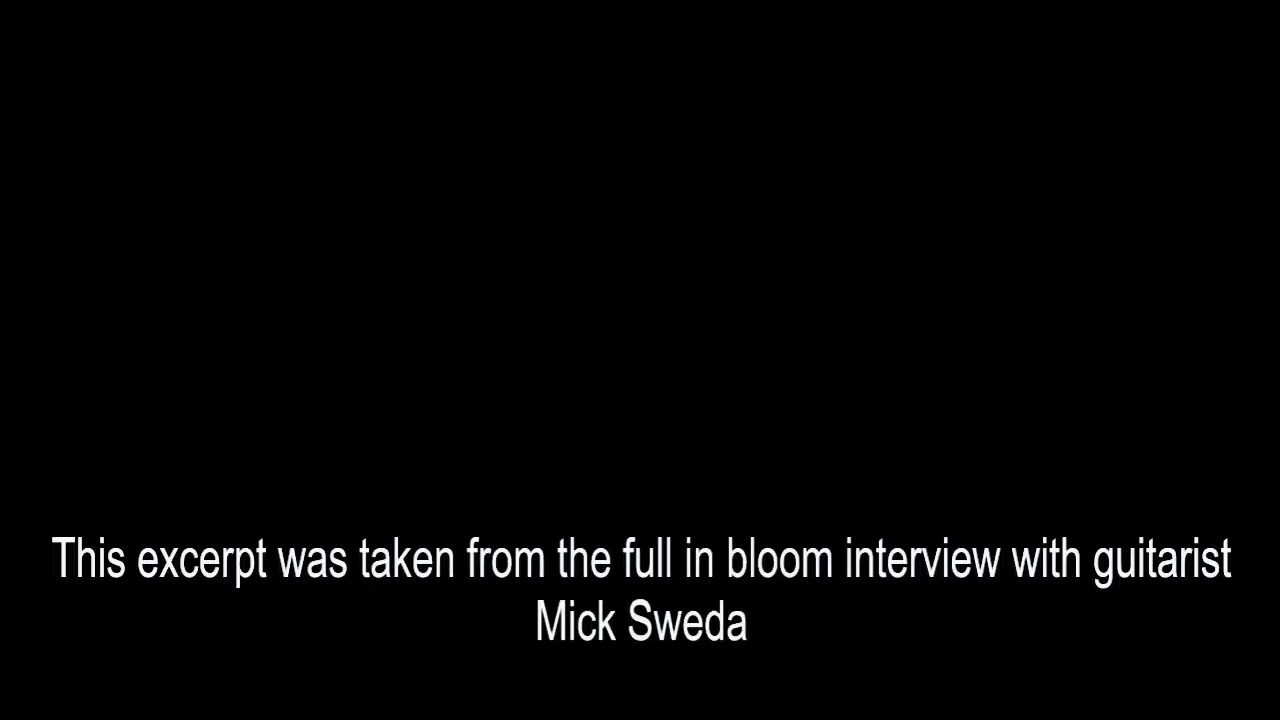 This excerpt was taken from the full in bloom interview with guitarist
Mick Sweda